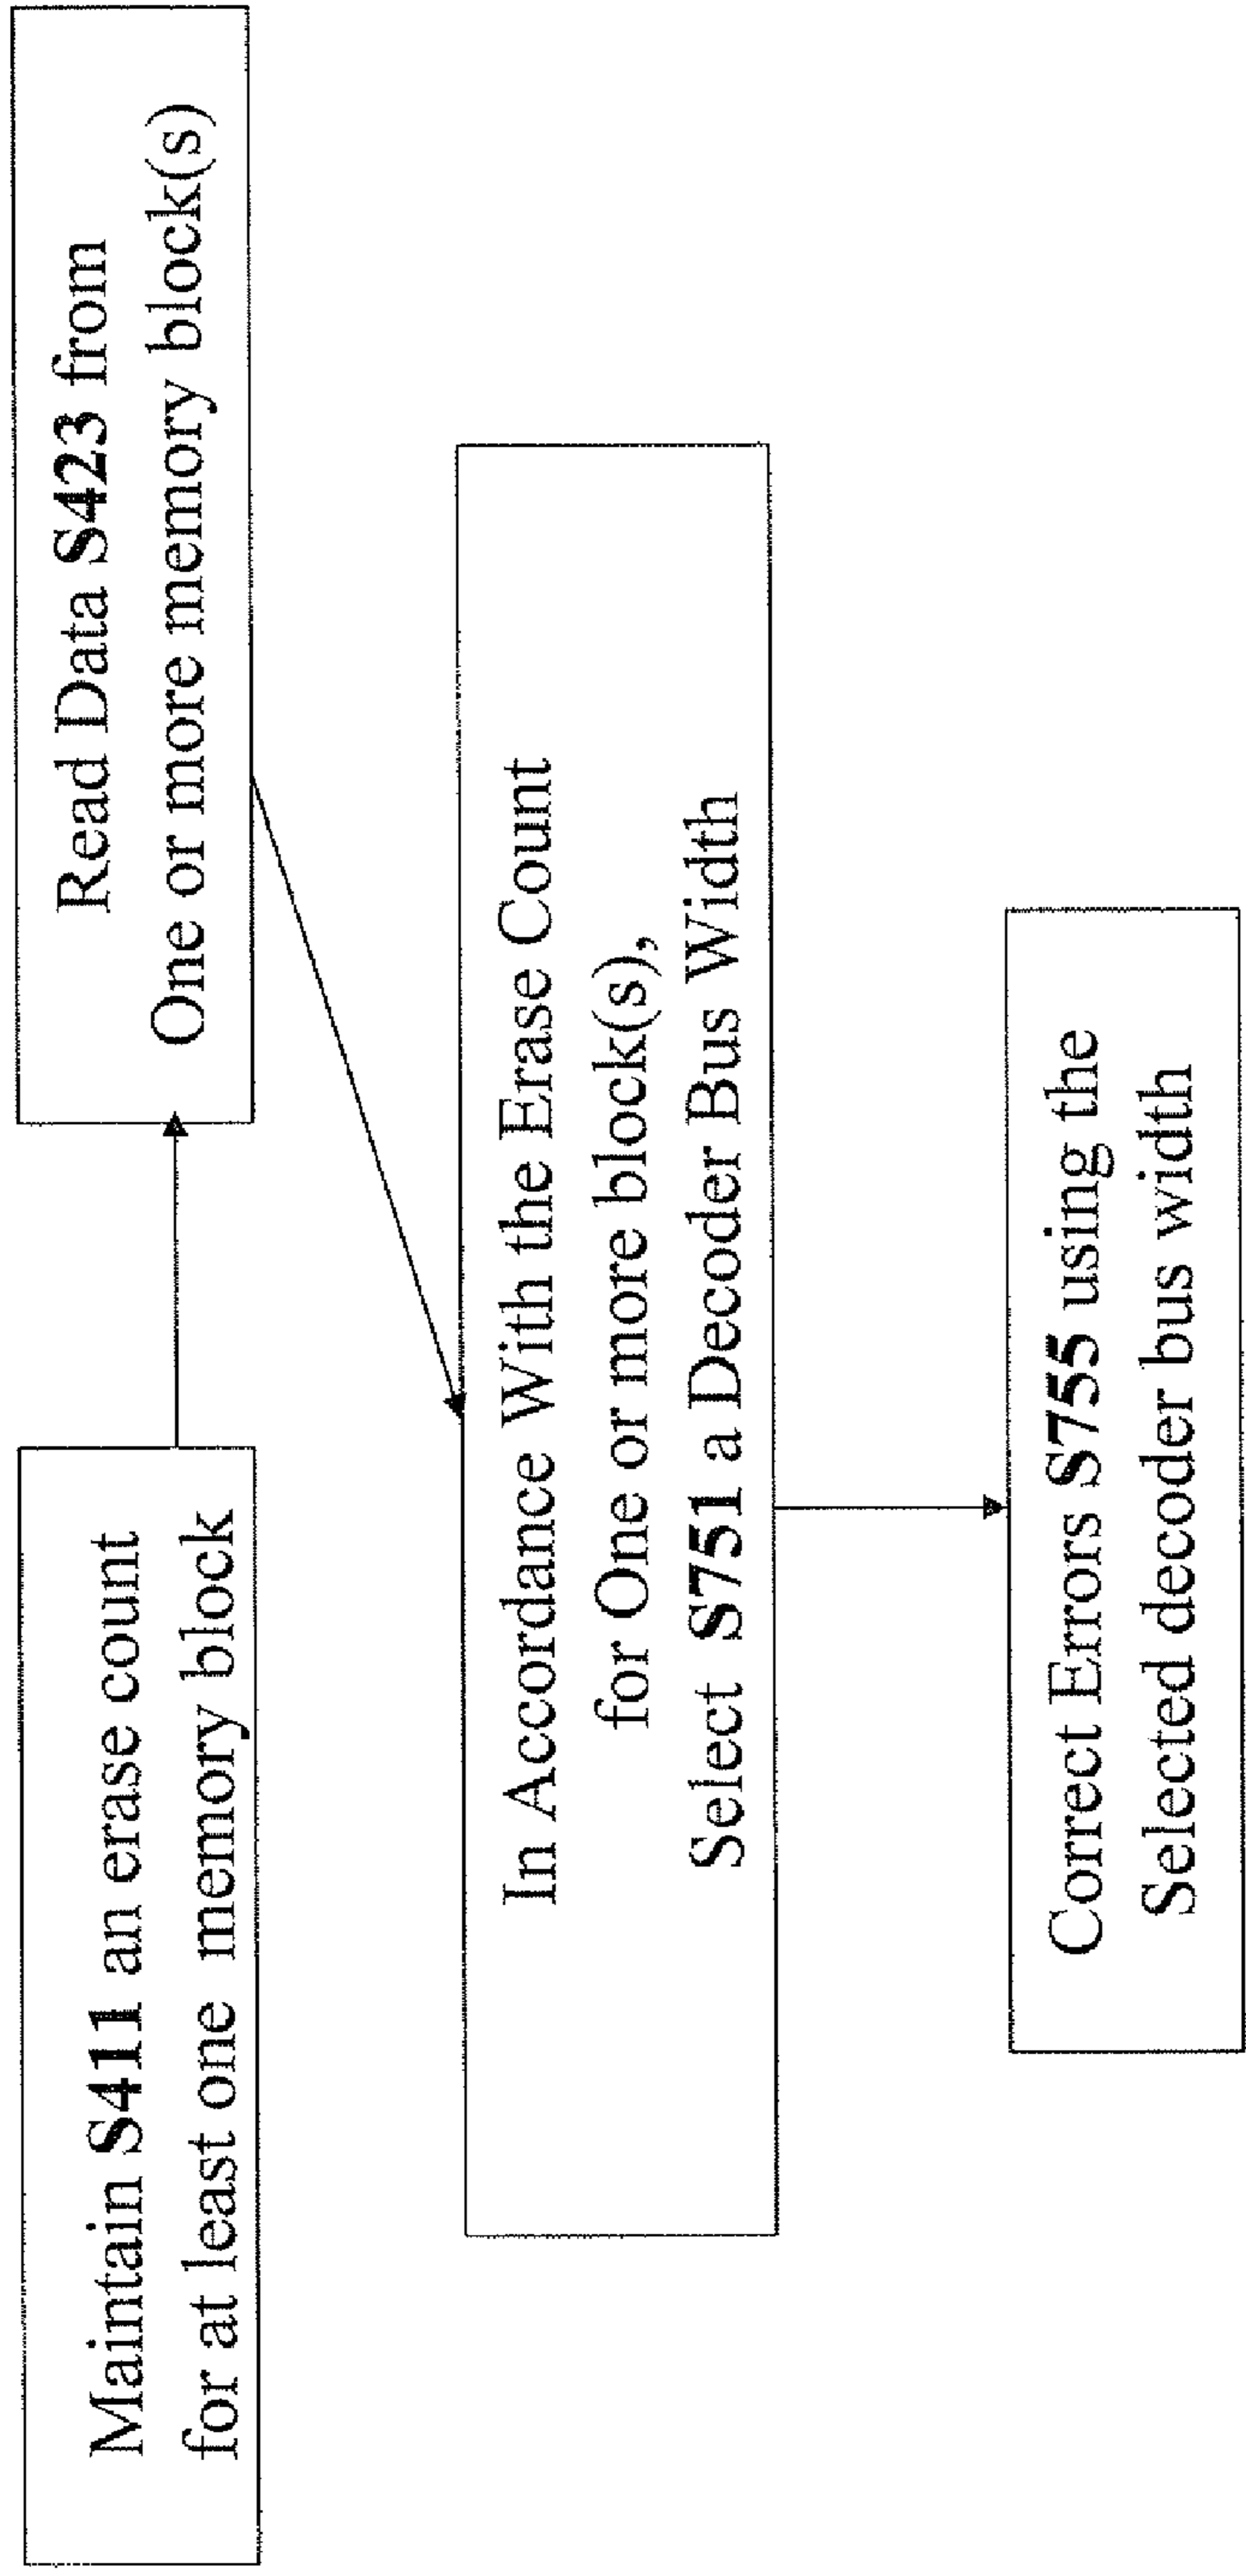 Maintain S411 an erase count
for at least one memory block
Read Data S423 from
One or more memory block(s)
In Accordance With the Erase Count
for One or more block(s),
Select S751 a Decoder Bus Width
Correct Errors S755 using the
Selected decoder bus width